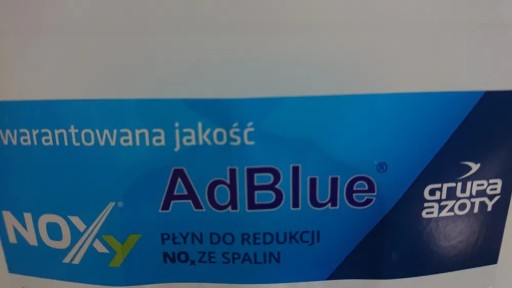 warantowana jakość
AdBlue®
NOXy®
PŁYN DO REDUKCJI
NOₓ ZE SPALIN
GRUPA
AZOTY